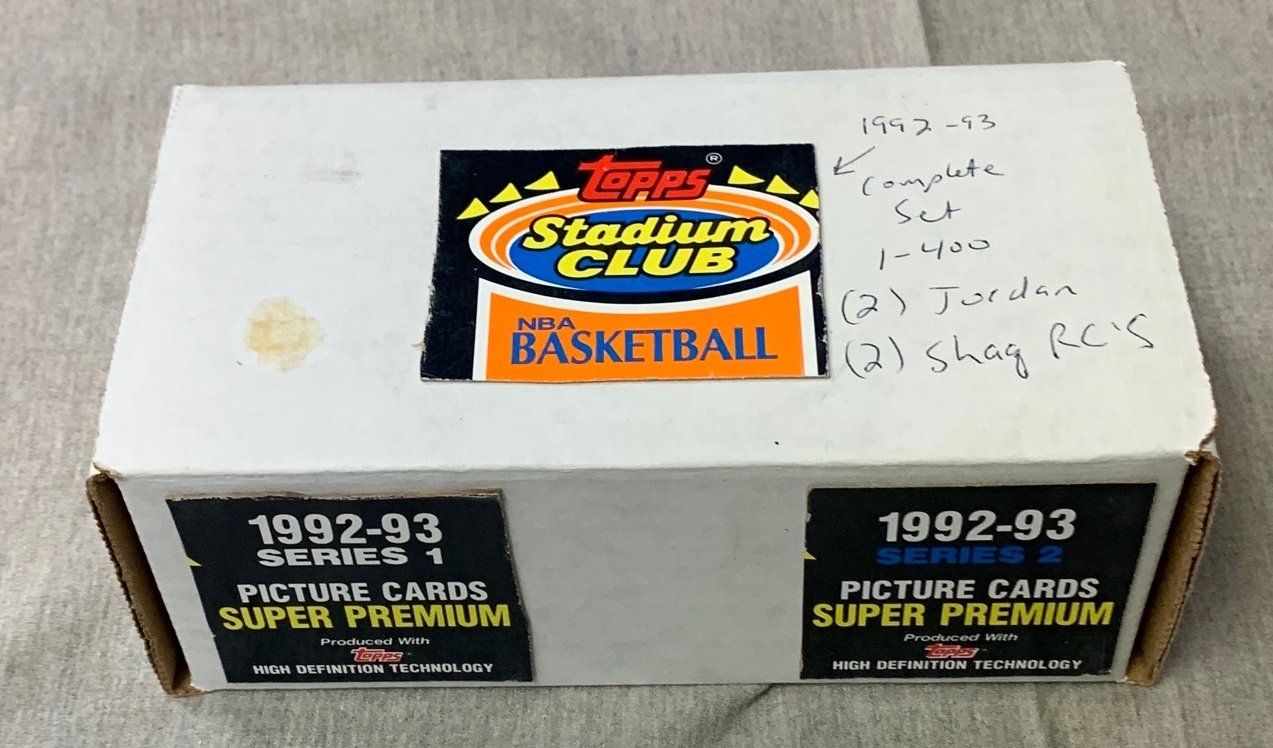 1992-93
Complete
Set
1-400
(2) Jordan
(2) Shaq RC'S
TOPPS®
Stadium
CLUB
NBA
BASKETBALL
1992-93
SERIES 1
PICTURE CARDS
SUPER PREMIUM
Produced With
TOPPS
HIGH DEFINITION TECHNOLOGY
1992-93
SERIES 2
PICTURE CARDS
SUPER PREMIUM
Produced With
TOPPS
HIGH DEFINITION TECHNOLOGY